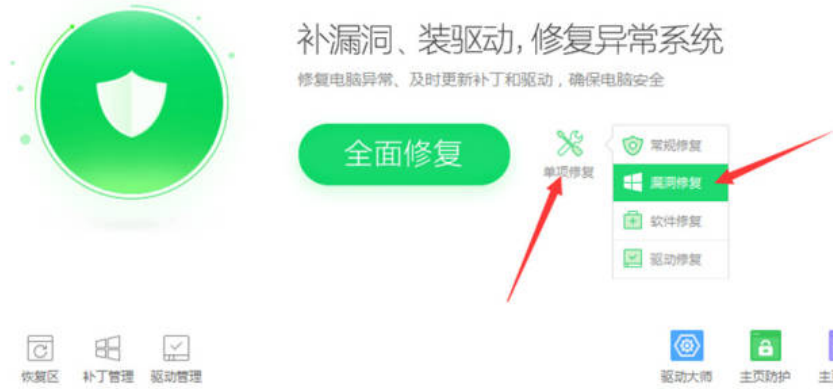 补漏洞、装驱动,修复异常系统
修复电脑异常、及时更新补丁和驱动，确保电脑安全
全面修复
单项修复
常规修复
漏洞修复
软件修复
驱动修复
恢复区
补丁管理
驱动管理
驱动大师
主页防护
主